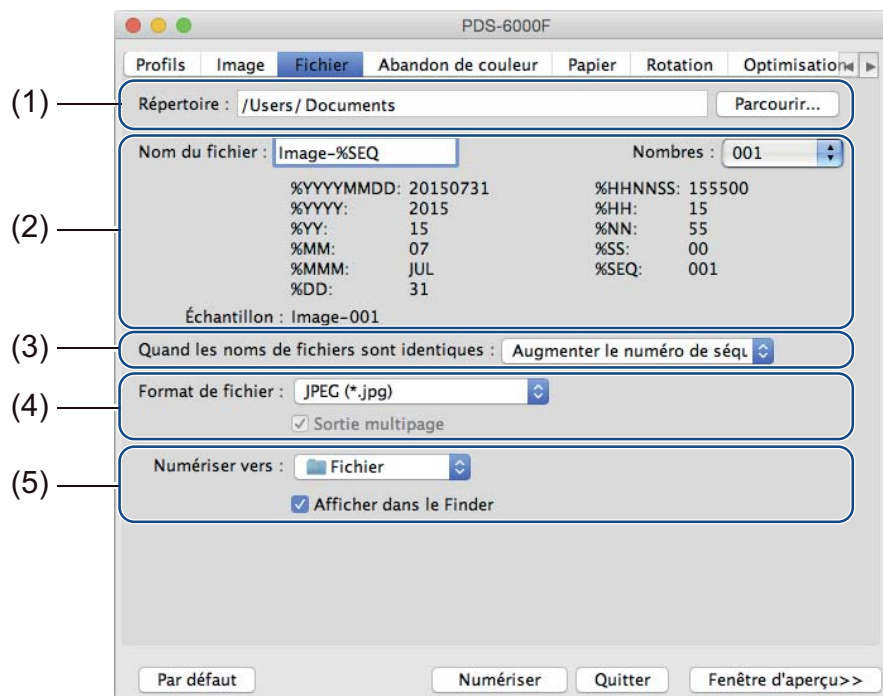 PDS-6000F
Profils Image Fichier Abandon de couleur Papier Rotation Optimisation
(1) Répertoire : /Users/ Documents Parcourir...
(2) Nom du fichier : Image-%SEQ Nombres : 001
%YYYYMMDD: 20150731 %HHNNSS: 155500
%YYYY: 2015 %HH: 15
%YY: 15 %NN: 55
%MM: 07 %SS: 00
%MMM: JUL %SEQ: 001
%DD: 31
Échantillon : Image-001
(3) Quand les noms de fichiers sont identiques : Augmenter le numéro de séqu
(4) Format de fichier : JPEG (*.jpg)
Sortie multipage
(5) Numériser vers : Fichier
Afficher dans le Finder
Par défaut Numériser Quitter Fenêtre d'aperçu>>